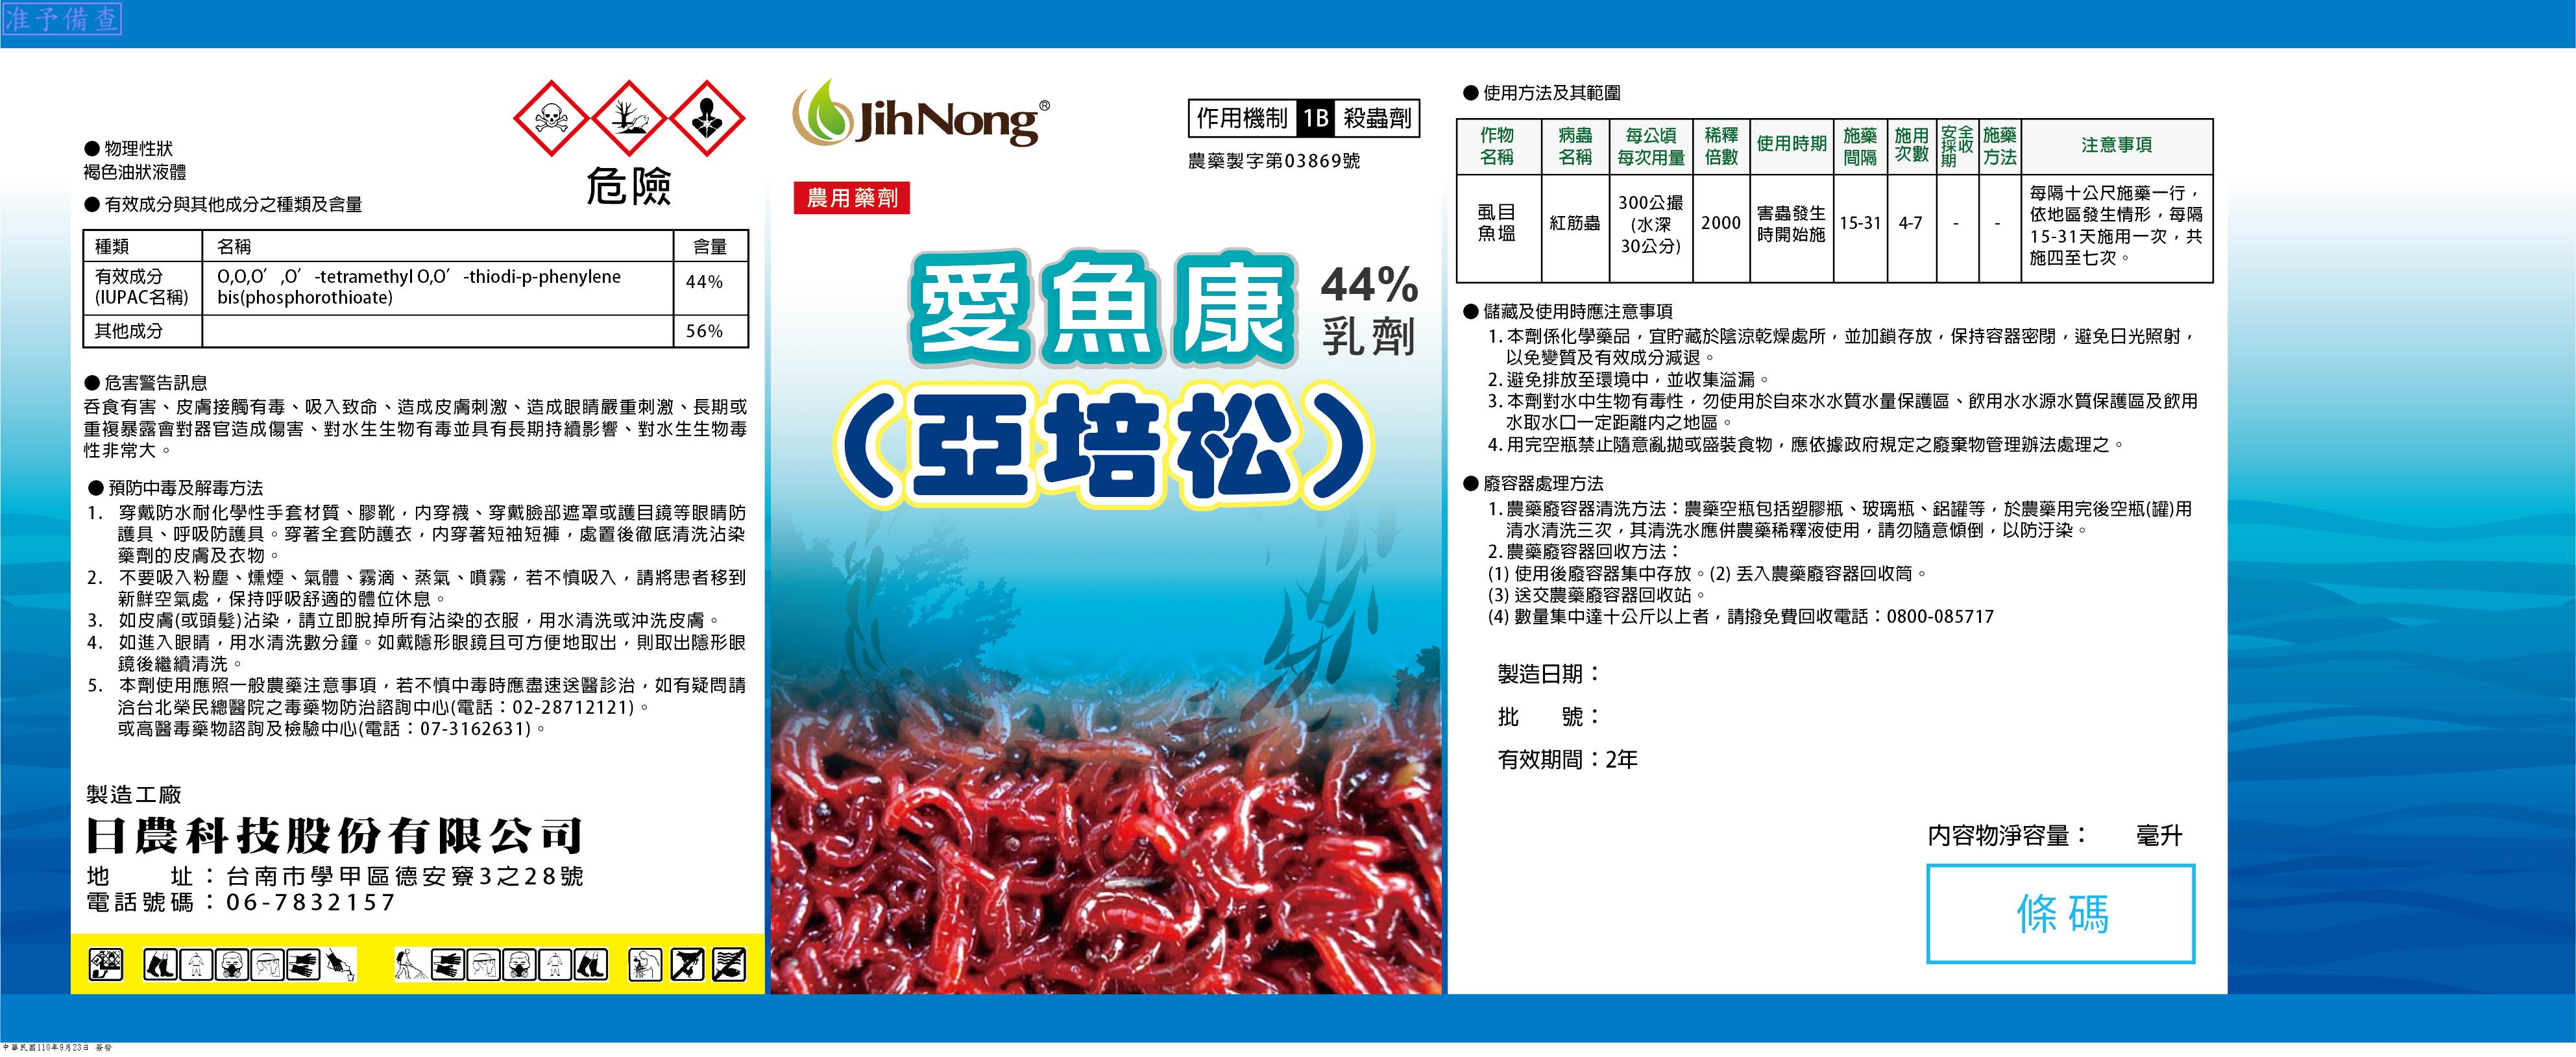 准予備查
● 物理性狀
褐色油狀液體
● 有效成分與其他成分之種類及含量
危險
種類 名稱 含量
有效成分 O,O,O′,O′-tetramethyl O,O′-thiodi-p-phenylene 44%
(IUPAC名稱) bis(phosphorothioate)
其他成分 56%
● 危害警告訊息
吞食有害、皮膚接觸有毒、吸入致命、造成皮膚刺激、造成眼睛嚴重刺激、長期或
重複暴露會對器官造成傷害、對水生生物有毒並具有長期持續影響、對水生生物毒
性非常大。
● 預防中毒及解毒方法
1. 穿戴防水耐化學性手套材質、膠靴，内穿襪、穿戴臉部遮罩或護目鏡等眼睛防
護具、呼吸防護具。穿著全套防護衣，内穿著短袖短褲，處置後徹底清洗沾染
藥劑的皮膚及衣物。
2. 不要吸入粉塵、燻煙、氣體、霧滴、蒸氣、噴霧，若不慎吸入，請將患者移到
新鮮空氣處，保持呼吸舒適的體位休息。
3. 如皮膚(或頭髮)沾染，請立即脫掉所有沾染的衣服，用水清洗或沖洗皮膚。
4. 如進入眼睛，用水清洗數分鐘。如戴隱形眼鏡且可方便地取出，則取出隱形眼
鏡後繼續清洗。
5. 本劑使用應照一般農藥注意事項，若不慎中毒時應盡速送醫診治，如有疑問請
洽台北榮民總醫院之毒藥物防治諮詢中心(電話：02-28712121)。
或高醫毒藥物諮詢及檢驗中心(電話：07-3162631)。
製造工廠
日農科技股份有限公司
地 址：台南市學甲區德安寮3之28號
電話號碼：06-7832157
JihNong®
作用機制 1B 殺蟲劑
農藥製字第03869號
農用藥劑
愛魚康
44%
乳劑
（亞培松）
● 使用方法及其範圍
作物 病蟲 每公頃 稀釋 使用時期 施藥 施用 安全 施藥 注意事項
名稱 名稱 每次用量 倍數 間隔 次數 採收期 方法
虱目魚塭 紅筋蟲 300公撮(水深30公分) 2000 害蟲發生時開始施 15-31 4-7 - - 每隔十公尺施藥一行，
依地區發生情形，每隔
15-31天施用一次，共
施四至七次。
● 儲藏及使用時應注意事項
1. 本劑係化學藥品，宜貯藏於陰涼乾燥處所，並加鎖存放，保持容器密閉，避免日光照射，
以免變質及有效成分減退。
2. 避免排放至環境中，並收集溢漏。
3. 本劑對水中生物有毒性，勿使用於自來水水質水量保護區、飲用水水源水質保護區及飲用
水取水口一定距離内之地區。
4. 用完空瓶禁止隨意亂拋或盛裝食物，應依據政府規定之廢棄物管理辦法處理之。
● 廢容器處理方法
1. 農藥廢容器清洗方法：農藥空瓶包括塑膠瓶、玻璃瓶、鋁罐等，於農藥用完後空瓶(罐)用
清水清洗三次，其清洗水應併農藥稀釋液使用，請勿隨意傾倒，以防汙染。
2. 農藥廢容器回收方法：
(1) 使用後廢容器集中存放。(2) 丟入農藥廢容器回收筒。
(3) 送交農藥廢容器回收站。
(4) 數量集中達十公斤以上者，請撥免費回收電話：0800-085717
製造日期：
批 號：
有效期間：2年
内容物淨容量： 毫升
條碼
中華民國110年9月23日 簽發